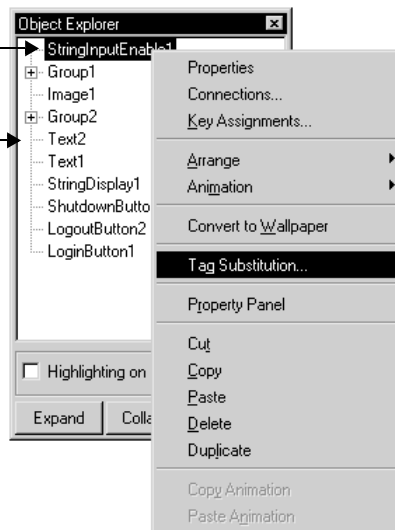 Object Explorer
StringInputEnable1
Group1
Image1
Group2
Text2
Text1
StringDisplay1
ShutdownButto
LogoutButton2
LoginButton1
Highlighting on
Expand
Colla
Properties
Connections...
Key Assignments...
Arrange
Animation
Convert to Wallpaper
Tag Substitution...
Property Panel
Cut
Copy
Paste
Delete
Duplicate
Copy Animation
Paste Animation